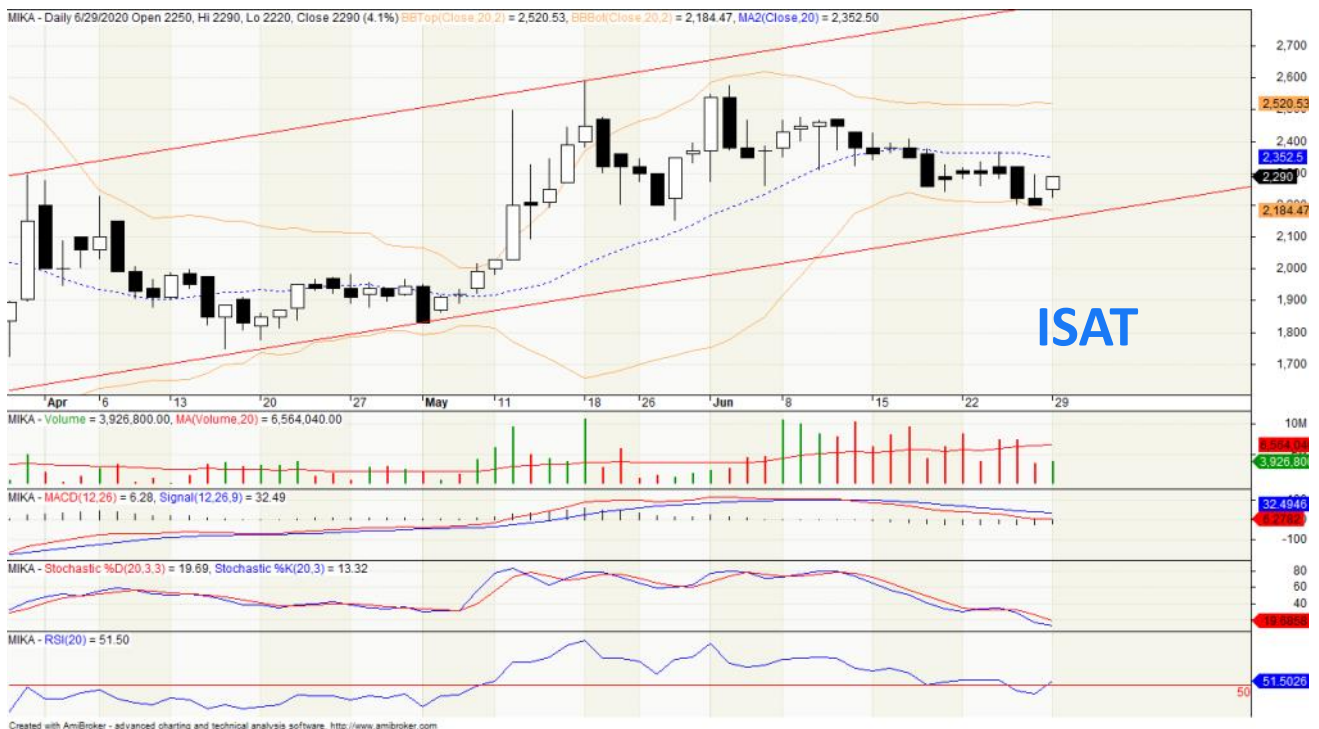 MIKA - Daily 6/29/2020 Open 2250, Hi 2290, Lo 2220, Close 2290 (4.1%) BBTop(Close,20,2) = 2,520.53, BBBot(Close,20,2) = 2,184.47, MA2(Close,20) = 2,352.50
2,700
2,600
2,520.53
2,400
2,352.5
2,290
2,184.47
2,100
2,000
1,900
1,800
1,700
ISAT
Apr 6 13 20 27 May 11 18 26 Jun 8 15 22 29
MIKA - Volume = 3,926,800.00, MA(Volume,20) = 6,564,040.00
10M
6,564,04
3,926,80
MIKA - MACD(12,26) = 6.28, Signal(12,26,9) = 32.49
32.4946
6.2782
-100
MIKA - Stochastic %D(20,3,3) = 19.69, Stochastic %K(20,3) = 13.32
80
60
40
19.6858
MIKA - RSI(20) = 51.50
51.5026
50
Created with AmiBroker - advanced charting and technical analysis software. http://www.amibroker.com